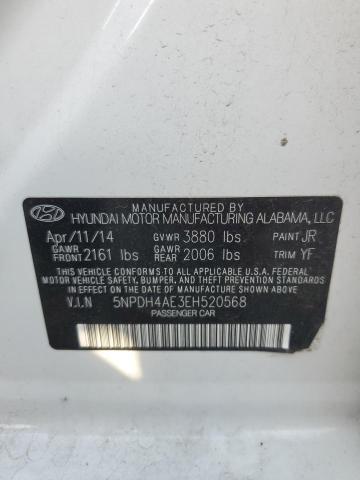 MANUFACTURED BY
HYUNDAI MOTOR MANUFACTURING ALABAMA, LLC
Apr/11/14 GVWR 3880 lbs PAINT JR
GAWR FRONT 2161 lbs GAWR REAR 2006 lbs TRIM YF
THIS VEHICLE CONFORMS TO ALL APPLICABLE U.S.A. FEDERAL
MOTOR VEHICLE SAFETY, BUMPER, AND THEFT PREVENTION STANDARDS
IN EFFECT ON THE DATE OF MANUFACTURE SHOWN ABOVE.
V.I.N 5NPDH4AE3EH520568
PASSENGER CAR